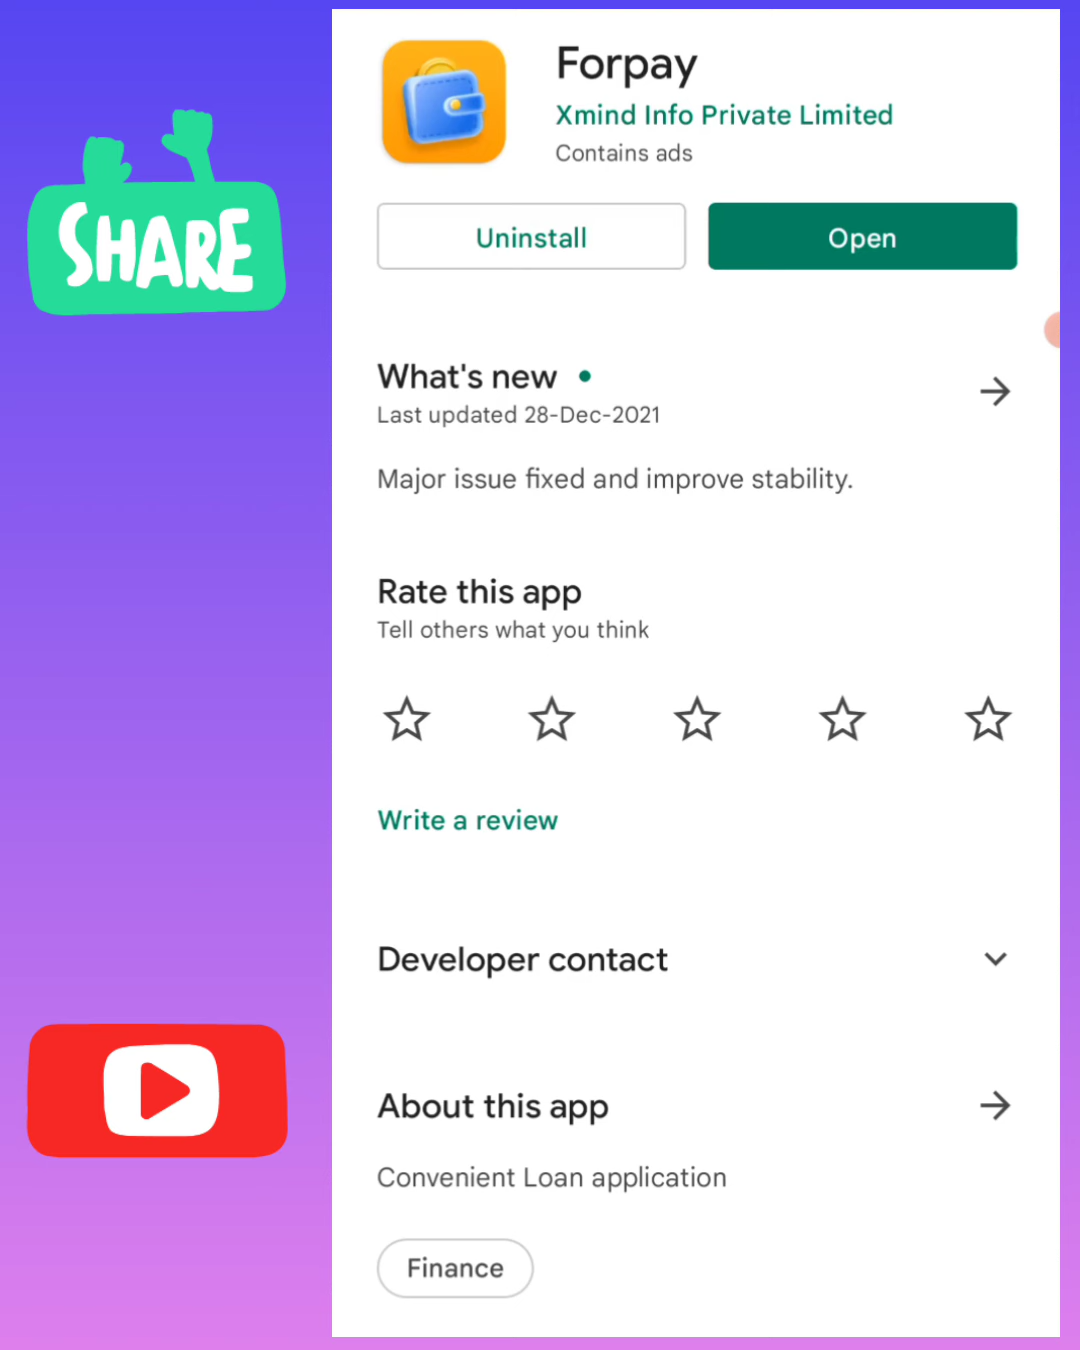 SHARE
Forpay
Xmind Info Private Limited
Contains ads
Uninstall
Open
What's new
Last updated 28-Dec-2021
Major issue fixed and improve stability.
Rate this app
Tell others what you think
Write a review
Developer contact
About this app
Convenient Loan application
Finance